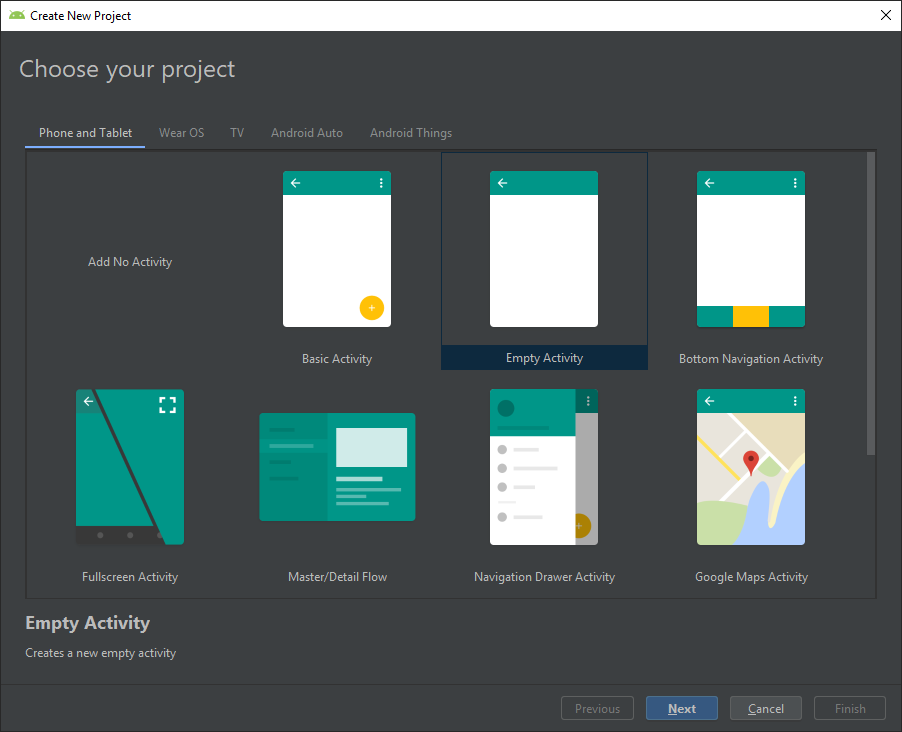 Create New Project
Choose your project
Phone and Tablet Wear OS TV Android Auto Android Things
Add No Activity
Basic Activity
Empty Activity
Bottom Navigation Activity
Fullscreen Activity
Master/Detail Flow
Navigation Drawer Activity
Google Maps Activity
Empty Activity
Creates a new empty activity
Previous Next Cancel Finish